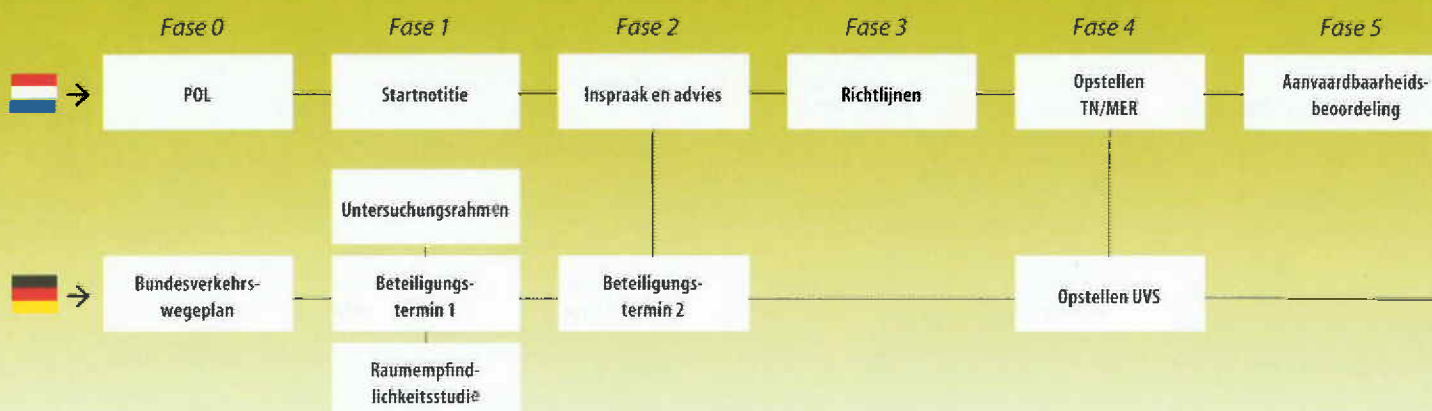 Fase 0
Fase 1
Fase 2
Fase 3
Fase 4
Fase 5
POL
Startnotitie
Inspraak en advies
Richtlijnen
Opstellen
TN/MER
Aanvaardbaarheids-
beoordeling
Untersuchungsrahmen
Bundesverkehrs-
wegeplan
Beteiligungs-
termin 1
Beteiligungs-
termin 2
Opstellen UVS
Raumempfind-
lichkeitsstudie